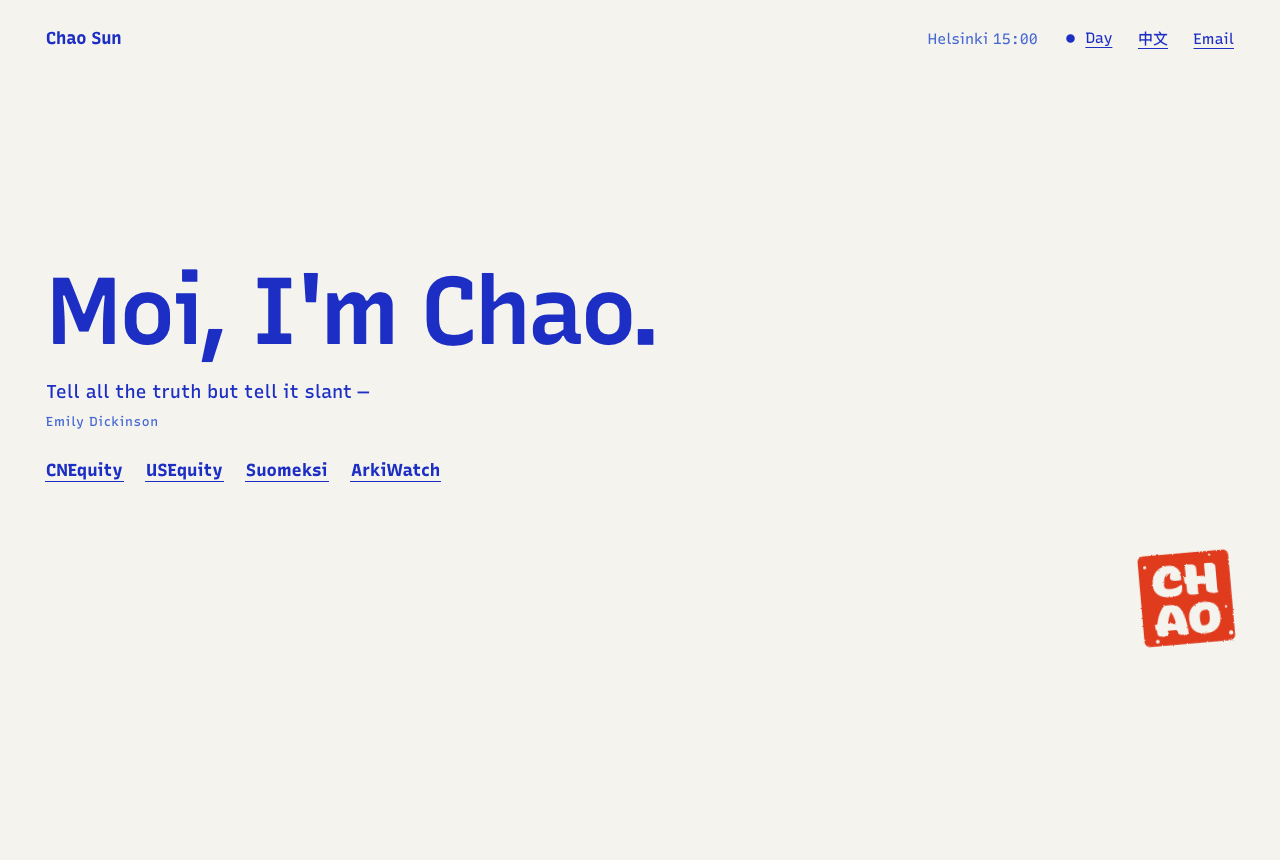 Chao Sun
Helsinki 15:00
Day
中文
Email
Moi, I'm Chao.
Tell all the truth but tell it slant —
Emily Dickinson
CNEquity USEquity Suomeksi ArkiWatch
CH
AO